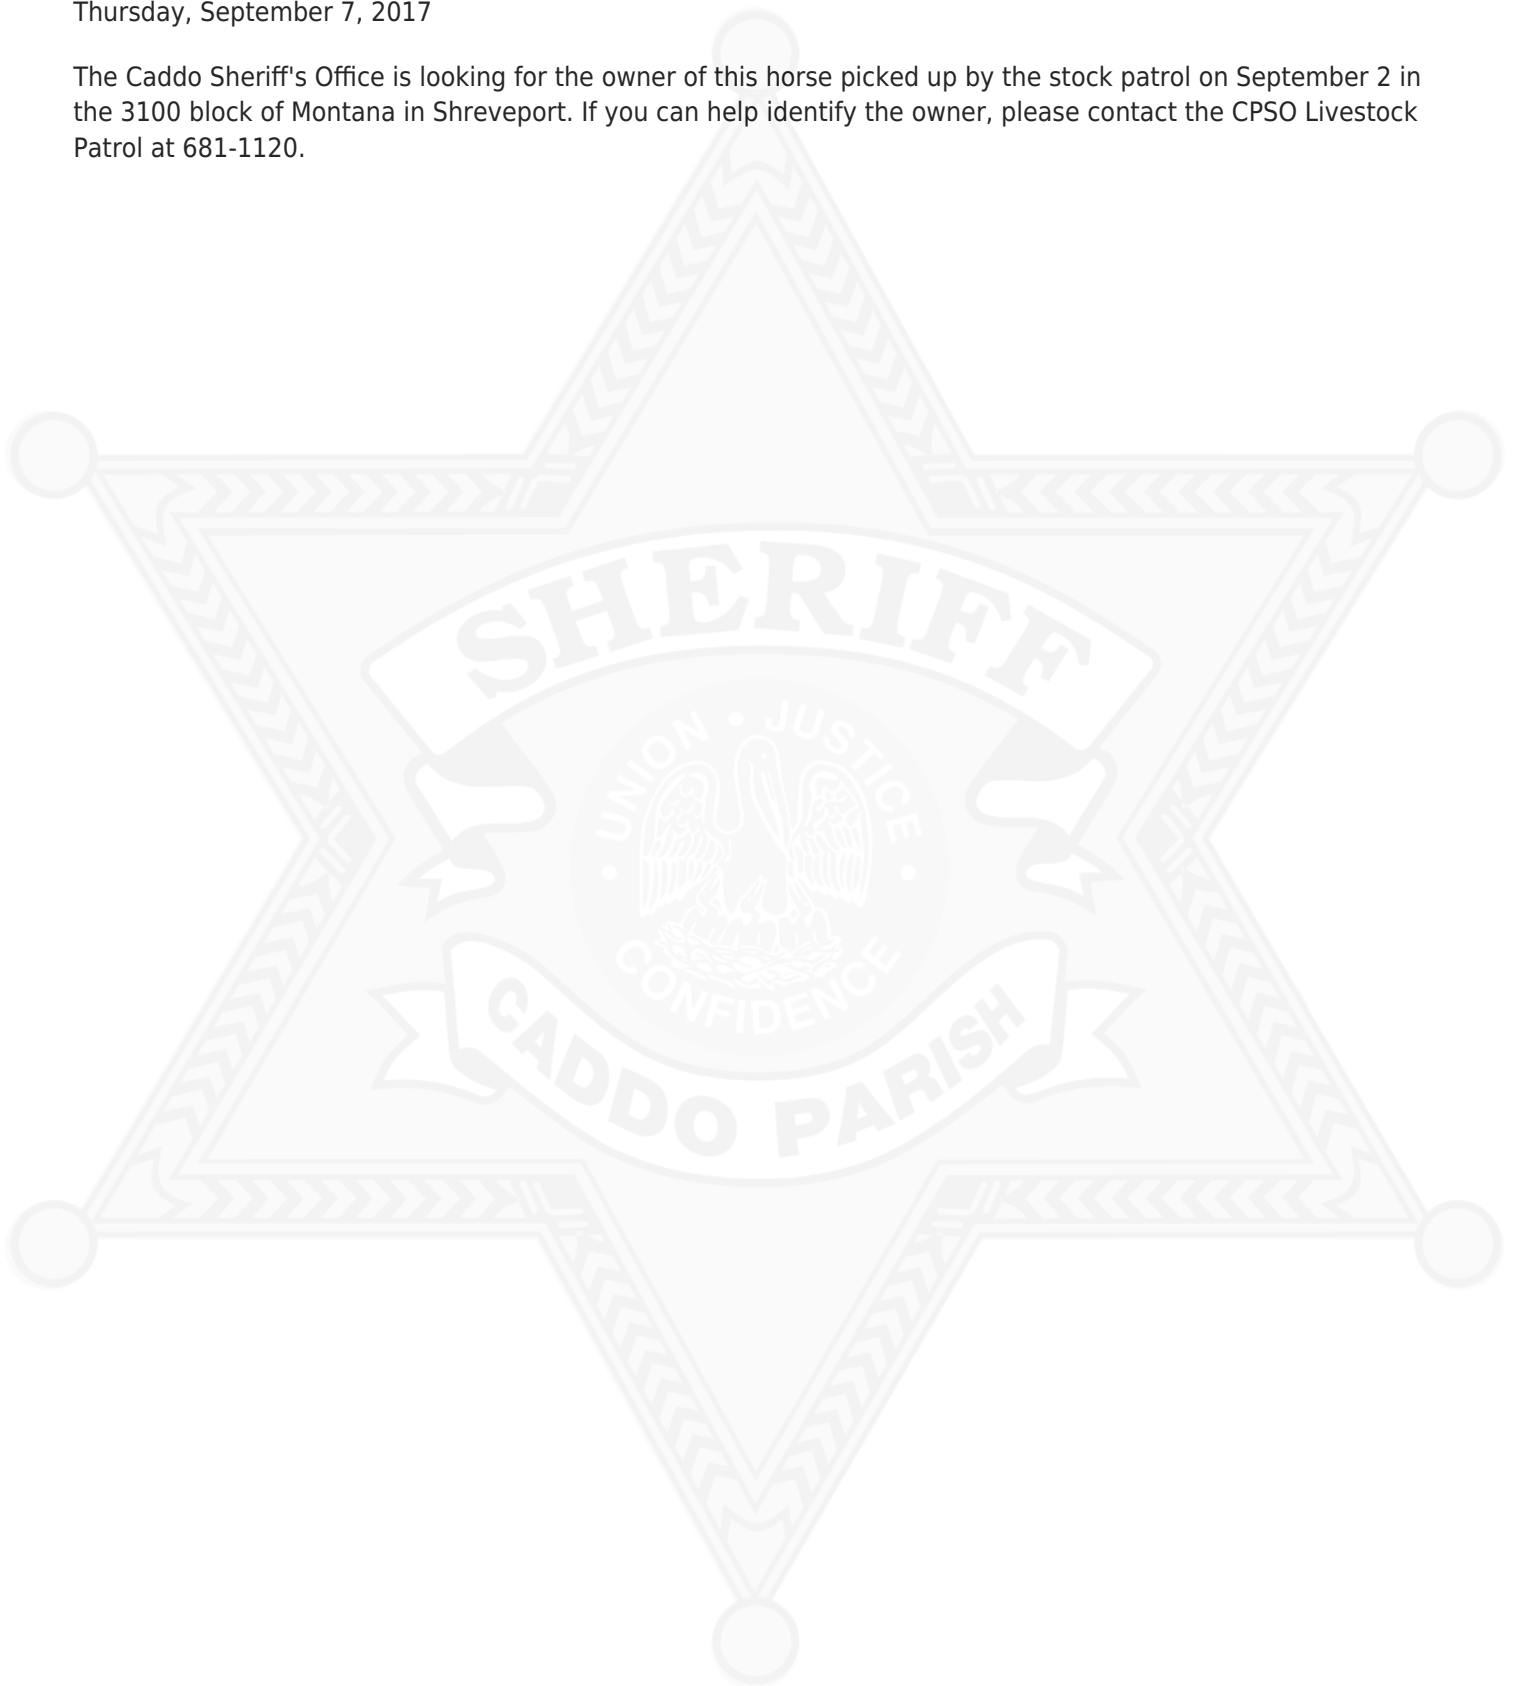 Thursday, September 7, 2017
The Caddo Sheriff's Office is looking for the owner of this horse picked up by the stock patrol on September 2 in
the 3100 block of Montana in Shreveport. If you can help identify the owner, please contact the CPSO Livestock
Patrol at 681-1120.
SHERIFF
UNION • JUSTICE
• CONFIDENCE •
CADDO PARISH